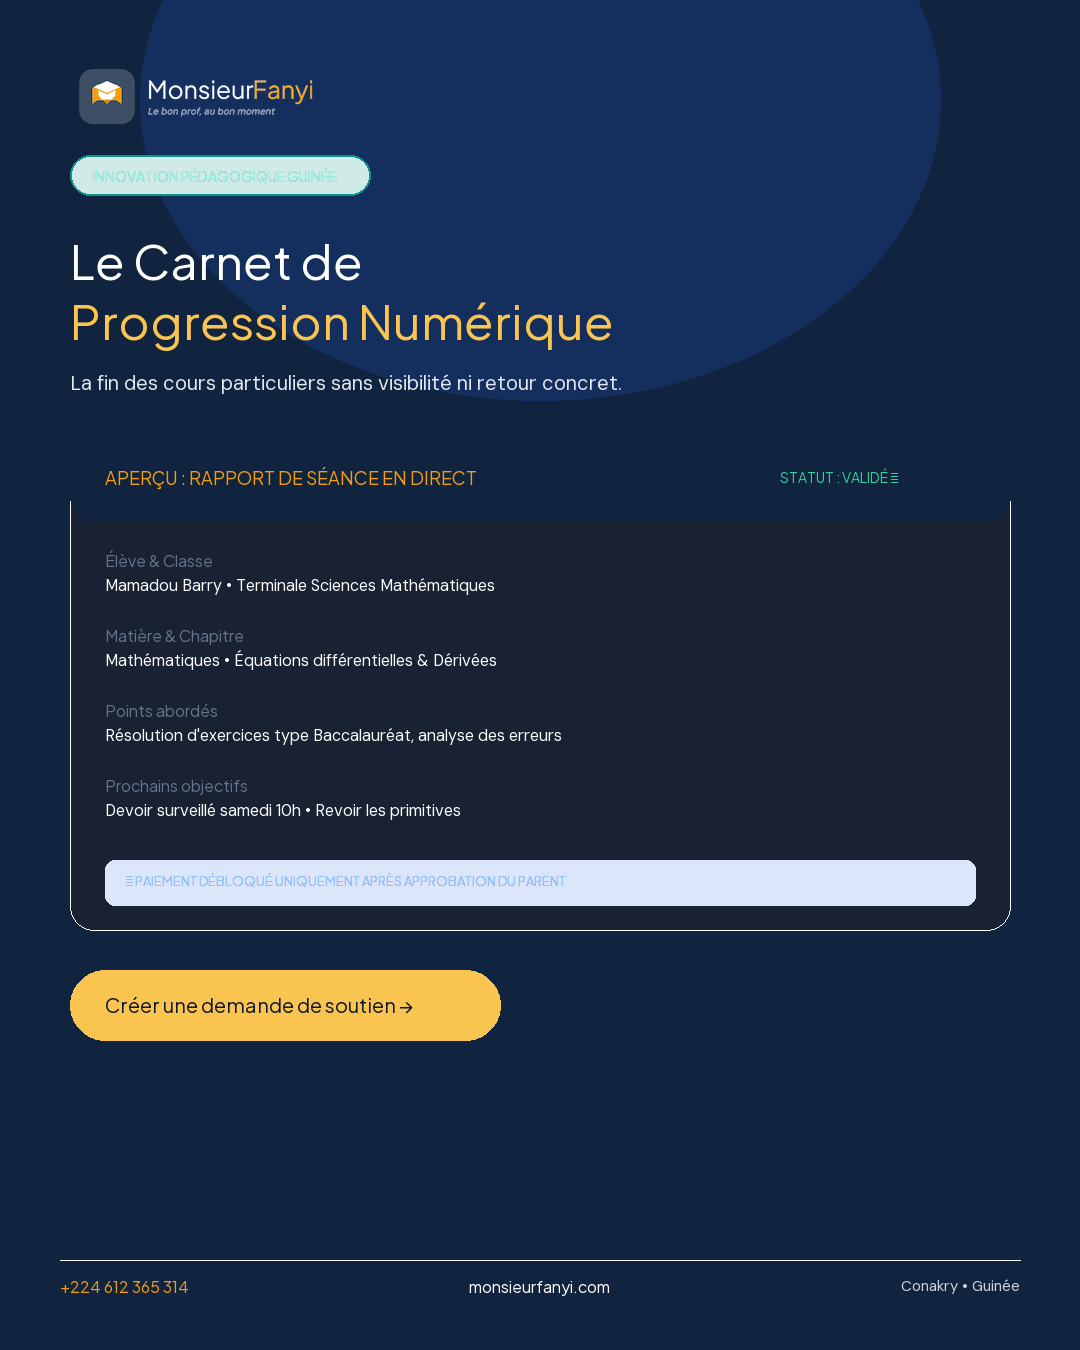 MonsieurFanyi
Le bon prof, au bon moment
INNOVATION PÉDAGOGIQUE GUINÉE
Le Carnet de
Progression Numérique
La fin des cours particuliers sans visibilité ni retour concret.
APERÇU : RAPPORT DE SÉANCE EN DIRECT
STATUT : VALIDÉ
Élève & Classe
Mamadou Barry • Terminale Sciences Mathématiques
Matière & Chapitre
Mathématiques • Équations différentielles & Dérivées
Points abordés
Résolution d'exercices type Baccalauréat, analyse des erreurs
Prochains objectifs
Devoir surveillé samedi 10h • Revoir les primitives
PAIEMENT DÉBLOQUÉ UNIQUEMENT APRÈS APPROBATION DU PARENT
Créer une demande de soutien →
+224 612 365 314
monsieurfanyi.com
Conakry • Guinée